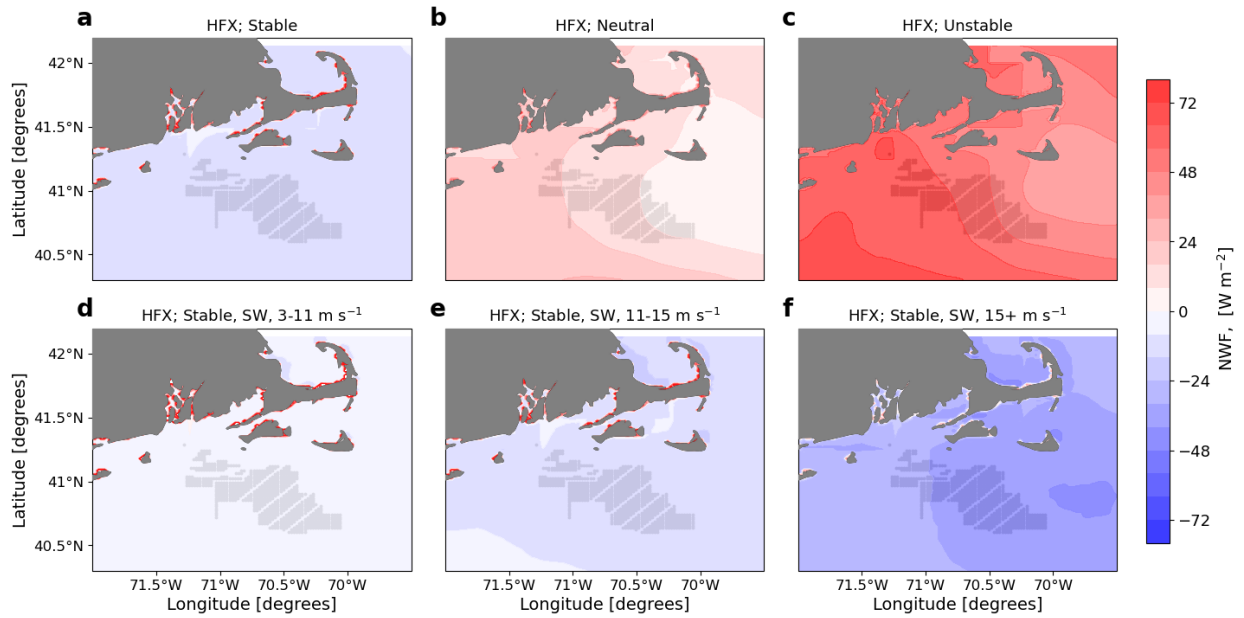 a
HFX; Stable
b
HFX; Neutral
c
HFX; Unstable
42°N
41.5°N
41°N
40.5°N
Latitude [degrees]
d
HFX; Stable, SW, 3-11 m s⁻¹
e
HFX; Stable, SW, 11-15 m s⁻¹
f
HFX; Stable, SW, 15+ m s⁻¹
42°N
41.5°N
41°N
40.5°N
Latitude [degrees]
71.5°W 71°W 70.5°W 70°W
Longitude [degrees]
71.5°W 71°W 70.5°W 70°W
Longitude [degrees]
71.5°W 71°W 70.5°W 70°W
Longitude [degrees]
72
48
24
0
−24
−48
−72
NWF, [W m⁻²]